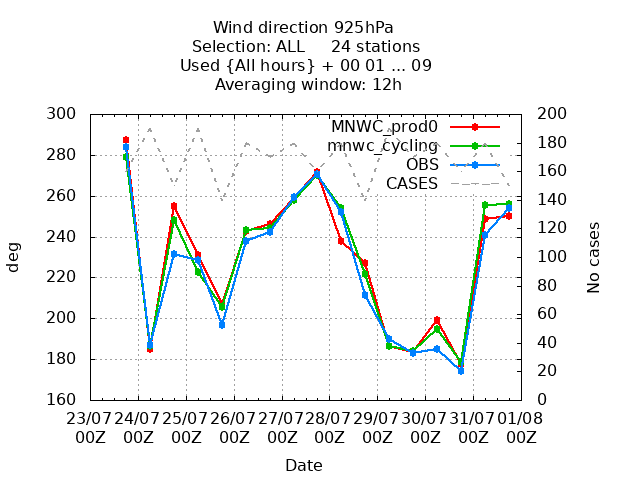 Wind direction 925hPa
Selection: ALL     24 stations
Used {All hours} + 00 01 ... 09
Averaging window: 12h
300
280
260
240
220
200
180
160
deg
200
180
160
140
120
100
80
60
40
20
0
No cases
MNWC_prod0
mnwc_cycling
OBS
CASES
23/07 24/07 25/07 26/07 27/07 28/07 29/07 30/07 31/07 01/08
00Z 00Z 00Z 00Z 00Z 00Z 00Z 00Z 00Z 00Z
Date